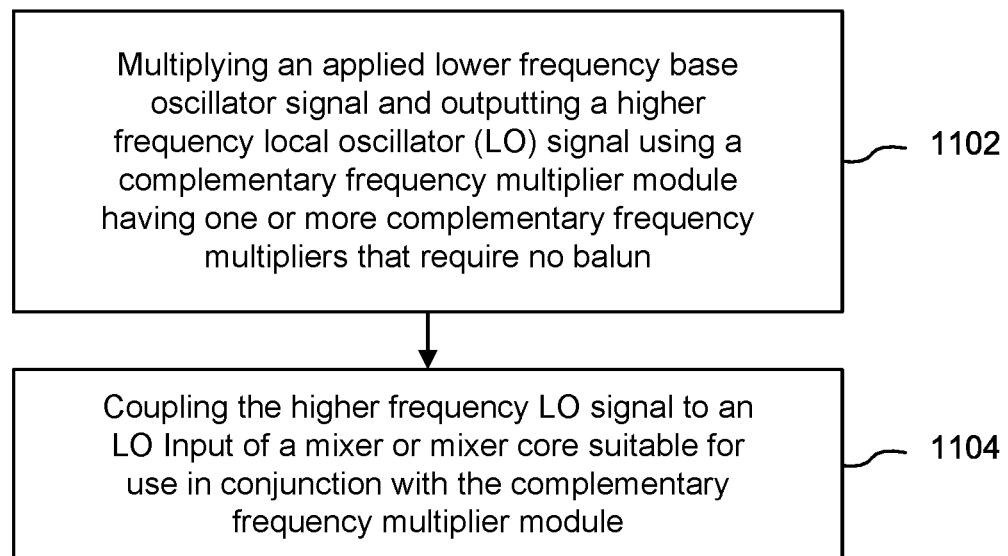 Multiplying an applied lower frequency base
oscillator signal and outputting a higher
frequency local oscillator (LO) signal using a
complementary frequency multiplier module
having one or more complementary frequency
multipliers that require no balun
1102
Coupling the higher frequency LO signal to an
LO Input of a mixer or mixer core suitable for
use in conjunction with the complementary
frequency multiplier module
1104